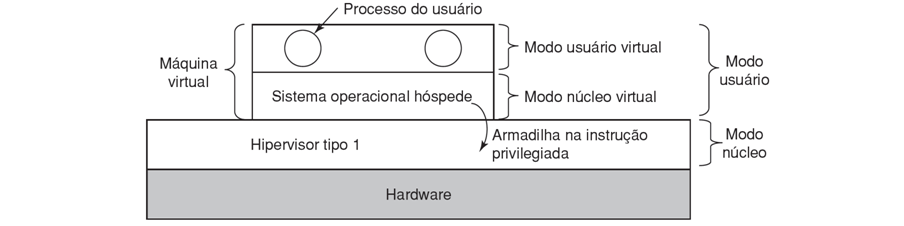 Processo do usuário
Máquina
virtual
Modo usuário virtual
Modo
usuário
Sistema operacional hóspede
Modo núcleo virtual
Hipervisor tipo 1
Armadilha na instrução
privilegiada
Modo
núcleo
Hardware